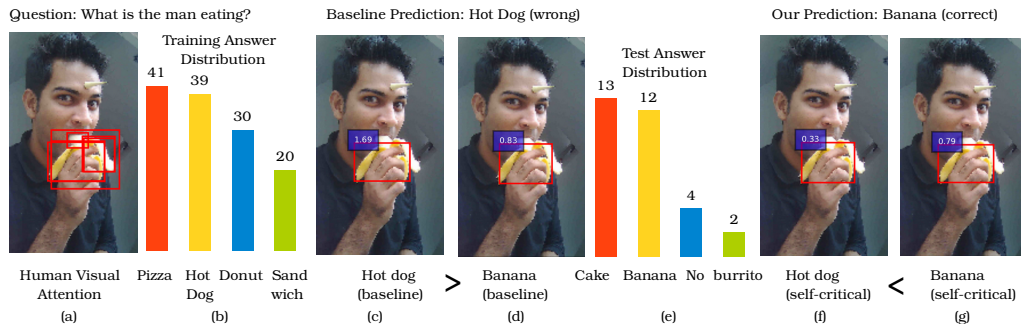 Question: What is the man eating?
Baseline Prediction: Hot Dog (wrong)
Our Prediction: Banana (correct)
Training Answer
Distribution
41
39
30
20
Pizza
Hot
Dog
Donut
Sand
wich
Human Visual
Attention
(a)
(b)
1.69
Hot dog
(baseline)
(c)
>
0.83
Banana
(baseline)
(d)
Test Answer
Distribution
13
12
4
2
Cake
Banana
No
burrito
(e)
0.33
Hot dog
(self-critical)
(f)
<
0.79
Banana
(self-critical)
(g)